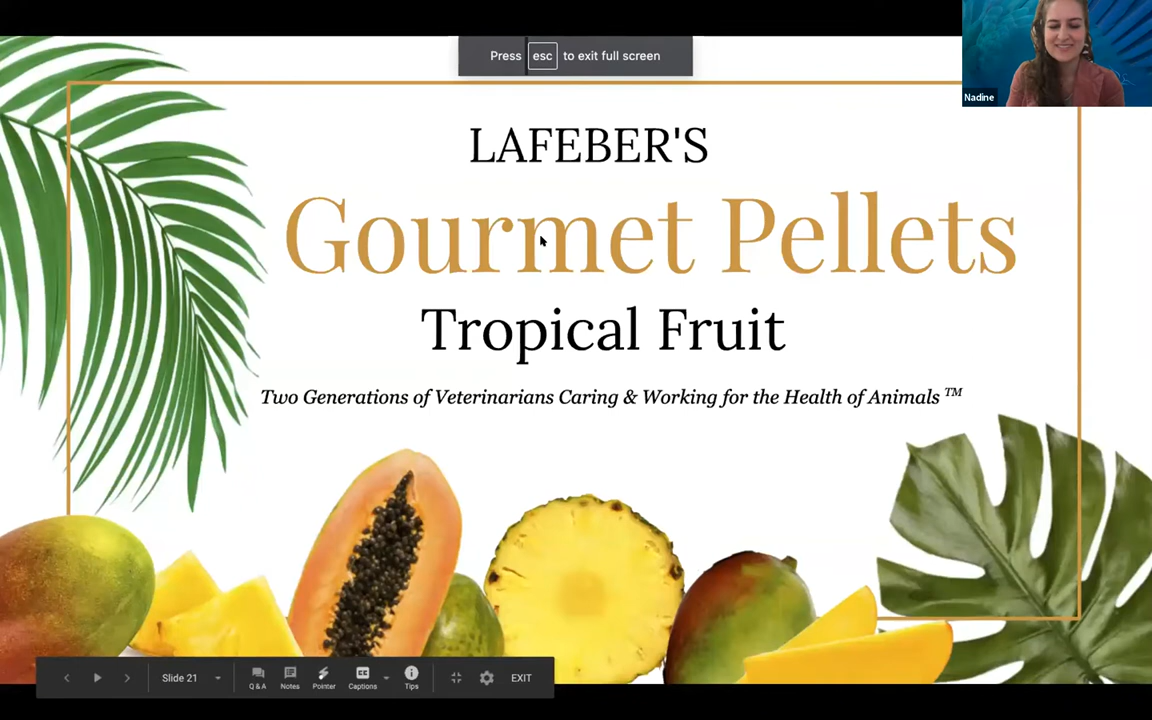 Press esc to exit full screen
Nadine
LAFEBER'S
Gourmet Pellets
Tropical Fruit
Two Generations of Veterinarians Caring & Working for the Health of Animals ™
Slide 21
Q & A
Notes
Pointer
CC
Captions
Tips
EXIT